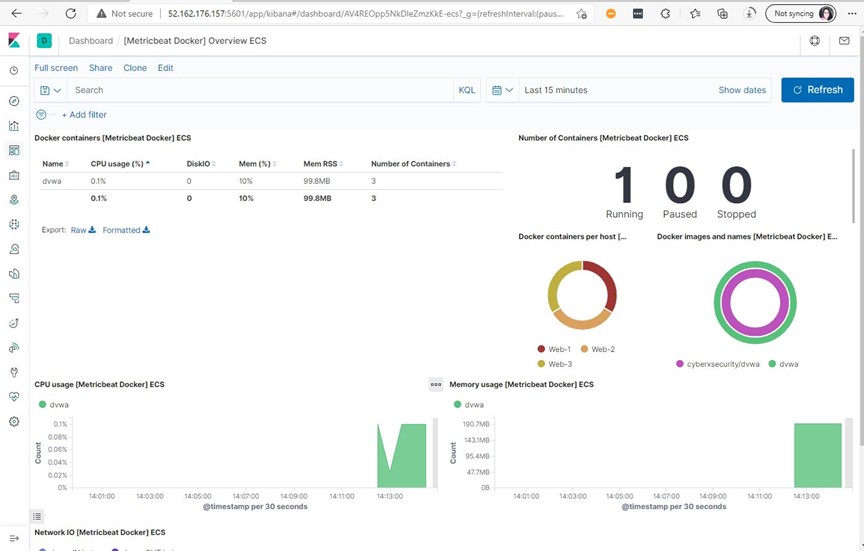 Not secure | 52.162.176.157:5601/app/kibana#/dashboard/AV4REOpp5NkDleZmzKkE-ecs?_g=(refreshInterval:(paus...
Not syncing
D Dashboard / [Metricbeat Docker] Overview ECS
Full screen Share Clone Edit
Search KQL Last 15 minutes Show dates Refresh
+ Add filter
Docker containers [Metricbeat Docker] ECS
Name CPU usage (%) DiskIO Mem (%) Mem RSS Number of Containers
dvwa 0.1% 0 10% 99.8MB 3
0.1% 0 10% 99.8MB 3
Export: Raw Formatted
Number of Containers [Metricbeat Docker] ECS
1 0 0
Running Paused Stopped
Docker containers per host [...
Web-1 Web-2
Web-3
Docker images and names [Metricbeat Docker] E...
cyberxsecurity/dvwa dvwa
CPU usage [Metricbeat Docker] ECS
dvwa
Count
0.1%
0.08%
0.06%
0.04%
0.02%
0%
14:01:00 14:03:00 14:05:00 14:07:00 14:09:00 14:11:00 14:13:00
@timestamp per 30 seconds
Memory usage [Metricbeat Docker] ECS
dvwa
Count
190.7MB
143.1MB
95.4MB
47.7MB
0B
14:01:00 14:03:00 14:05:00 14:07:00 14:09:00 14:11:00 14:13:00
@timestamp per 30 seconds
Network IO [Metricbeat Docker] ECS